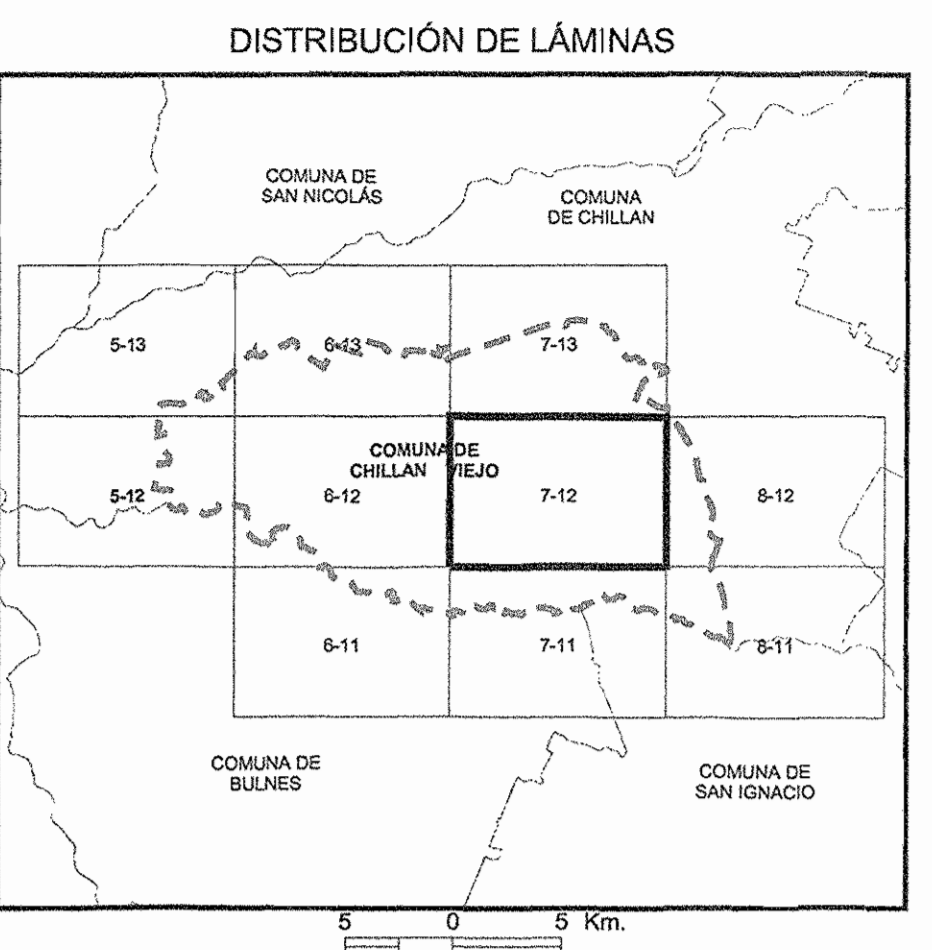 DISTRIBUCIÓN DE LÁMINAS
COMUNA DE
SAN NICOLÁS
COMUNA
DE CHILLAN
5-13
6-13
7-13
COMUNA DE
CHILLAN VIEJO
5-12
6-12
7-12
8-12
6-11
7-11
8-11
COMUNA DE
BULNES
COMUNA DE
SAN IGNACIO
5 0 5 Km.